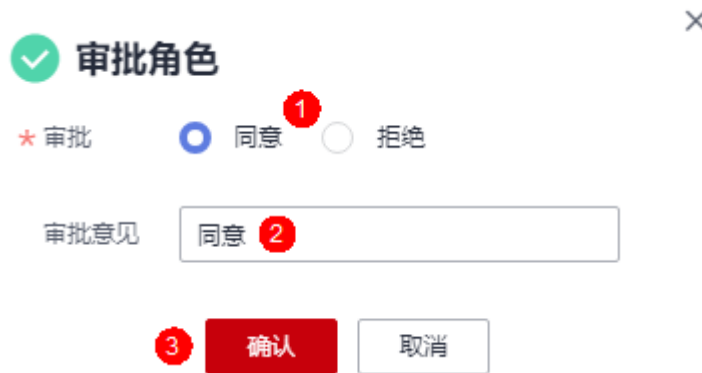 审批角色
1
* 审批 同意 拒绝
审批意见 同意 2
3 确认 取消